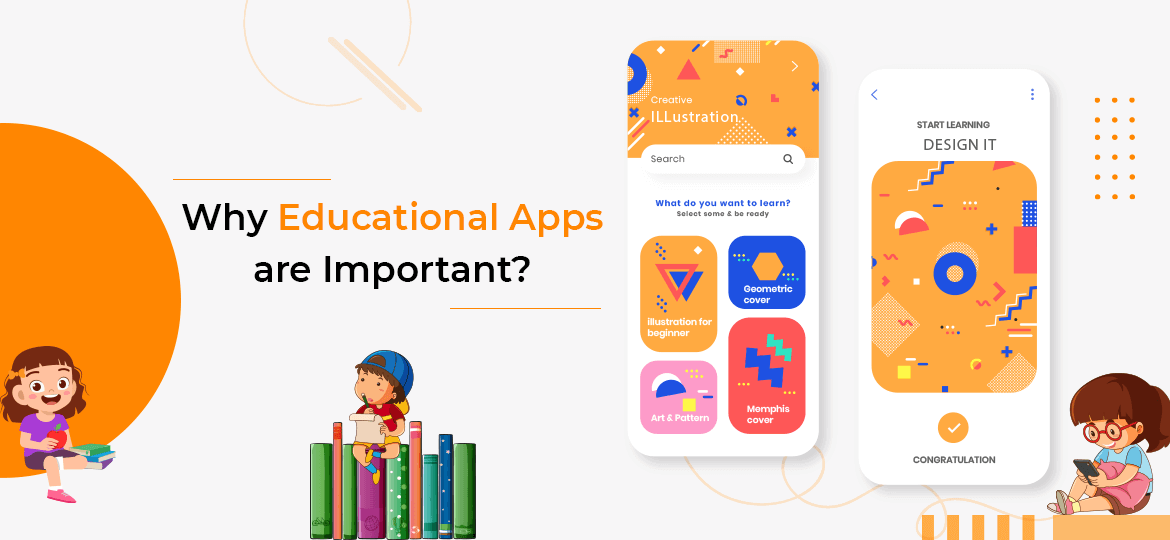 Why Educational Apps
are Important?
Creative
ILLustration
Search
What do you want to learn?
Select some & be ready
illustration for
beginner
Geometric
cover
Art & Pattern
Memphis
cover
START LEARNING
DESIGN IT
CONGRATULATION